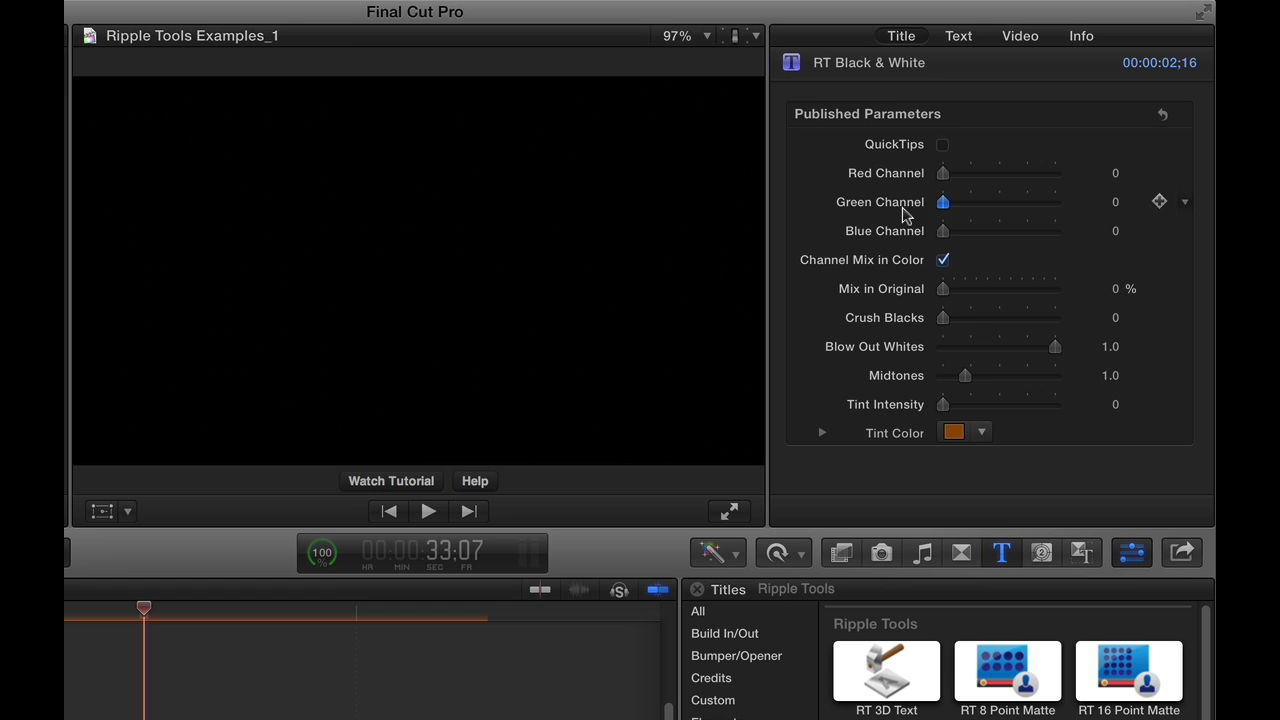 Final Cut Pro
Ripple Tools Examples_1
97%
Title Text Video Info
RT Black & White
00:00:02;16
Published Parameters
QuickTips
Red Channel 0
Green Channel 0
Blue Channel 0
Channel Mix in Color
Mix in Original 0 %
Crush Blacks 0
Blow Out Whites 1.0
Midtones 1.0
Tint Intensity 0
Tint Color
Watch Tutorial Help
100 %
00:00:33;07
HR MIN SEC FR
Titles Ripple Tools
All
Build In/Out
Bumper/Opener
Credits
Custom
Ripple Tools
RT 3D Text RT 8 Point Matte RT 16 Point Matte